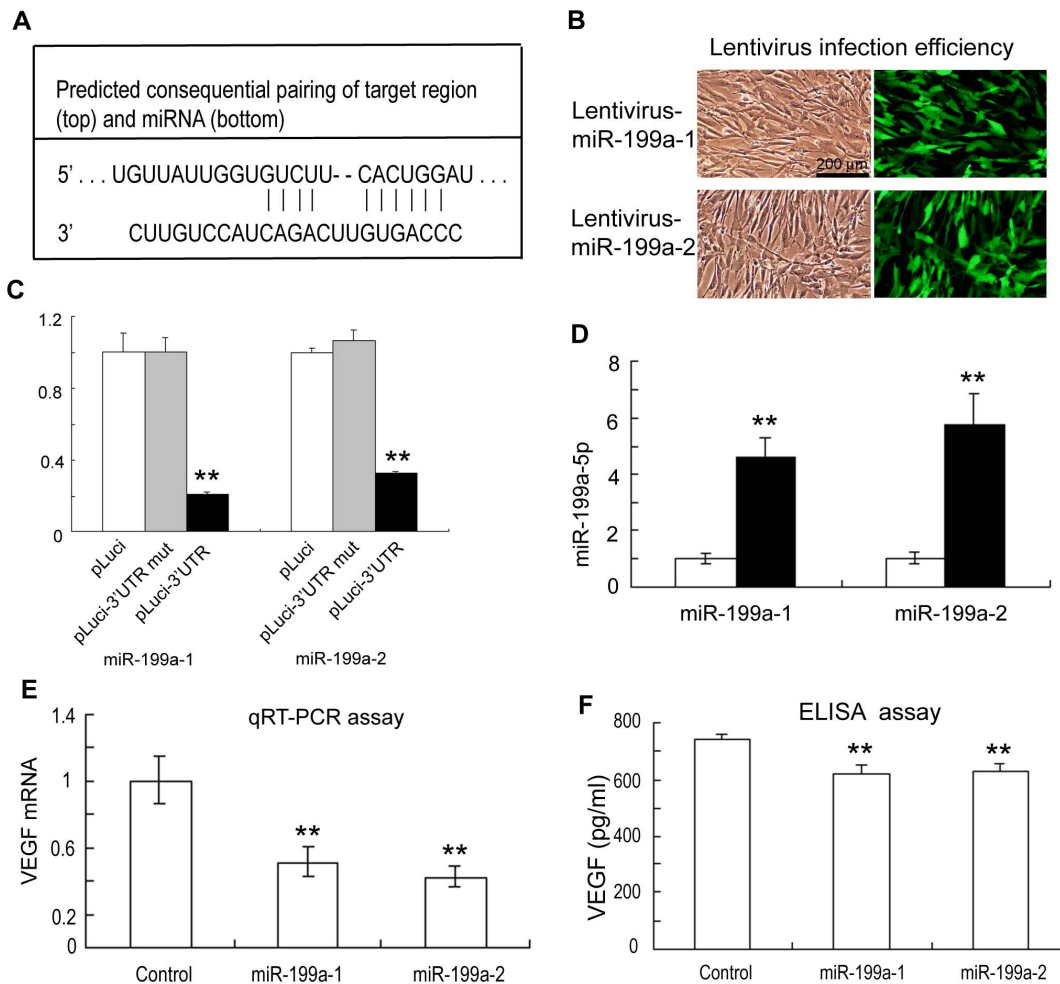 A
Predicted consequential pairing of target region
(top) and miRNA (bottom)
5' . . . UGUUAUUGGUGUCUU- - CACUGGAU . . .
3' CUUGUCCAUCAGACUUGUGACCC
B
Lentivirus infection efficiency
Lentivirus-
miR-199a-1
200 µm
Lentivirus-
miR-199a-2
C
1.2
0.8
0.4
0
**
**
pLuci
pLuci-3'UTR mut
pLuci-3'UTR
pLuci
pLuci-3'UTR mut
pLuci-3'UTR
miR-199a-1
miR-199a-2
D
miR-199a-5p
8
6
4
2
0
**
**
miR-199a-1
miR-199a-2
E
qRT-PCR assay
VEGF mRNA
1.4
1
0.6
0.2
0
**
**
Control
miR-199a-1
miR-199a-2
F
ELISA assay
VEGF (pg/ml)
800
600
400
200
0
**
**
Control
miR-199a-1
miR-199a-2